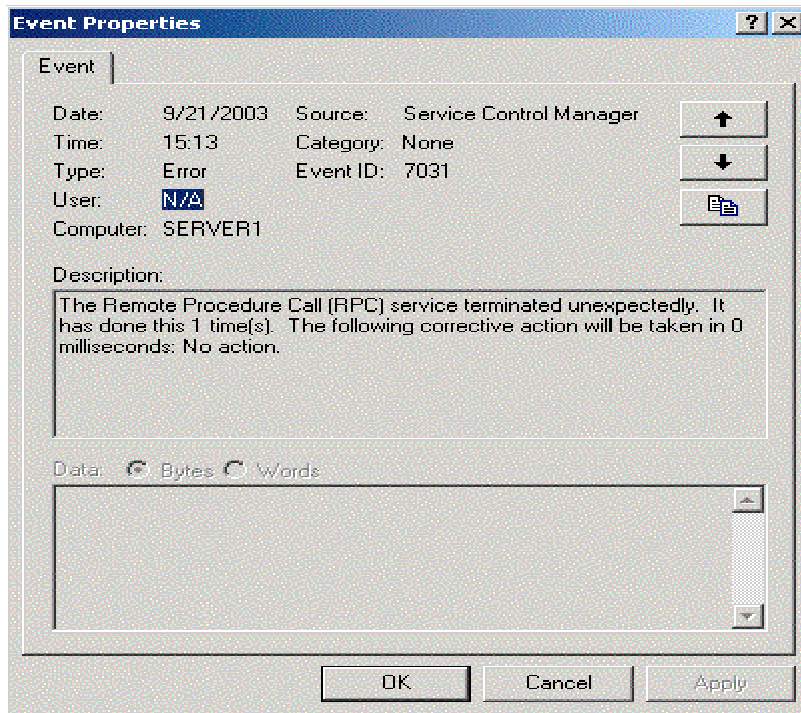 Event Properties
Event
Date: 9/21/2003 Source: Service Control Manager
Time: 15:13 Category: None
Type: Error Event ID: 7031
User: N/A
Computer: SERVER1
Description:
The Remote Procedure Call (RPC) service terminated unexpectedly. It
has done this 1 time(s). The following corrective action will be taken in 0
milliseconds: No action.
Data: Bytes Words
OK Cancel Apply